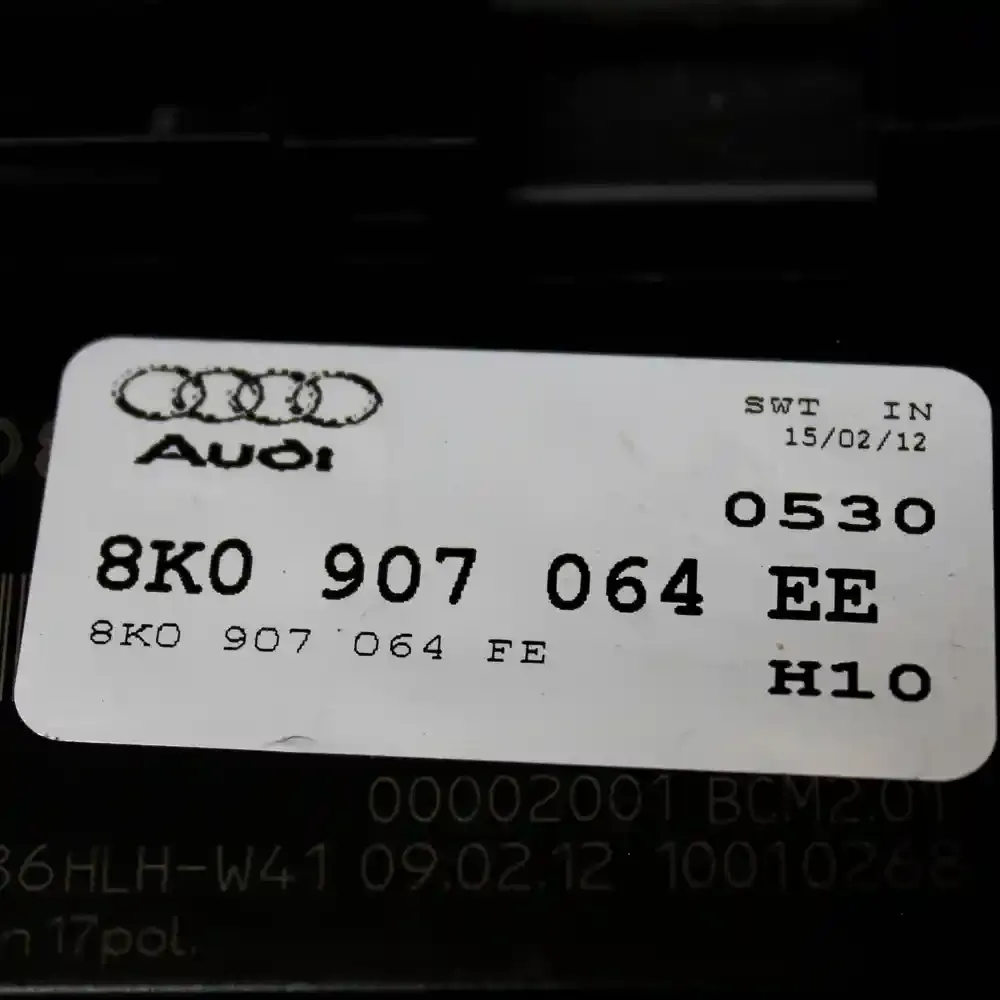 Audi
SWT IN
15/02/12
0530
8K0 907 064 EE
8K0 907 064 FE
H10
00002001 BCM2.01
36HLH-W41 09.02.12 10010268
17pol.